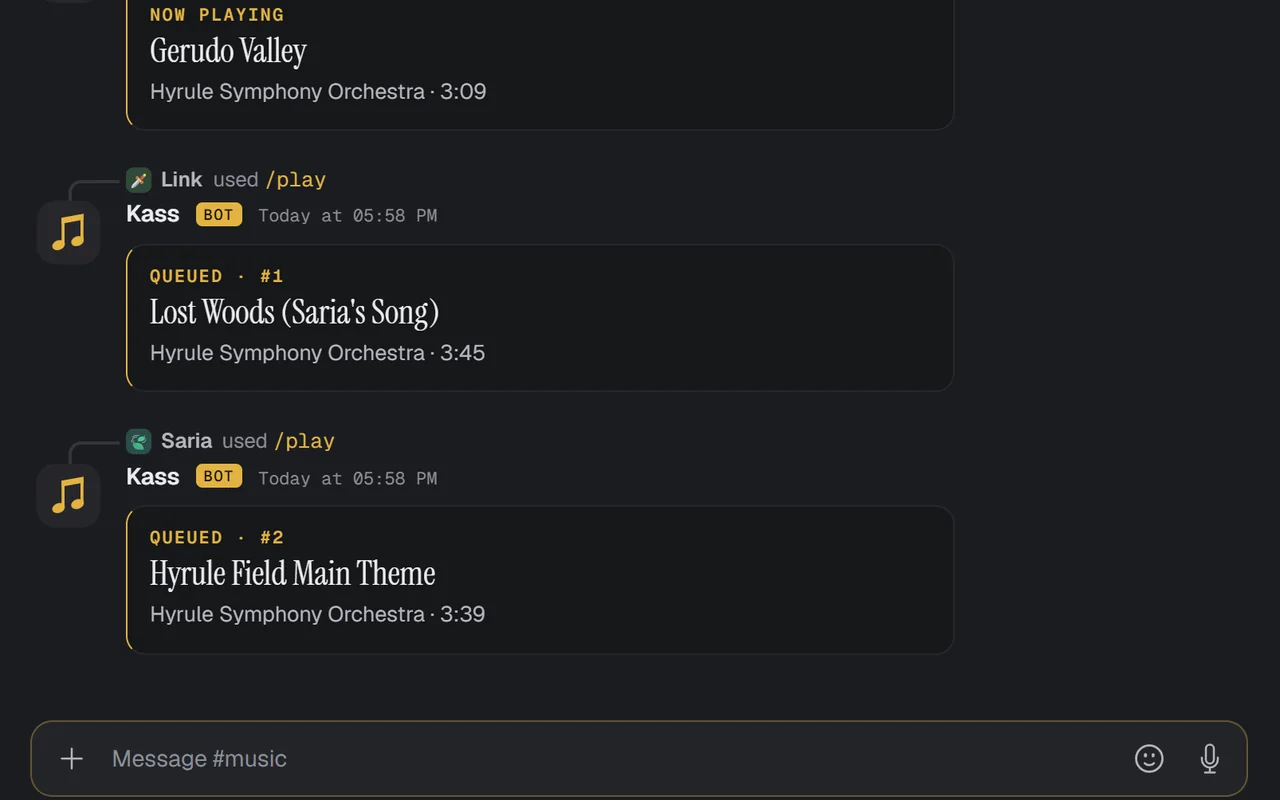 NOW PLAYING
Gerudo Valley
Hyrule Symphony Orchestra · 3:09
Link used /play
Kass BOT Today at 05:58 PM
QUEUED · #1
Lost Woods (Saria's Song)
Hyrule Symphony Orchestra · 3:45
Saria used /play
Kass BOT Today at 05:58 PM
QUEUED · #2
Hyrule Field Main Theme
Hyrule Symphony Orchestra · 3:39
Message #music